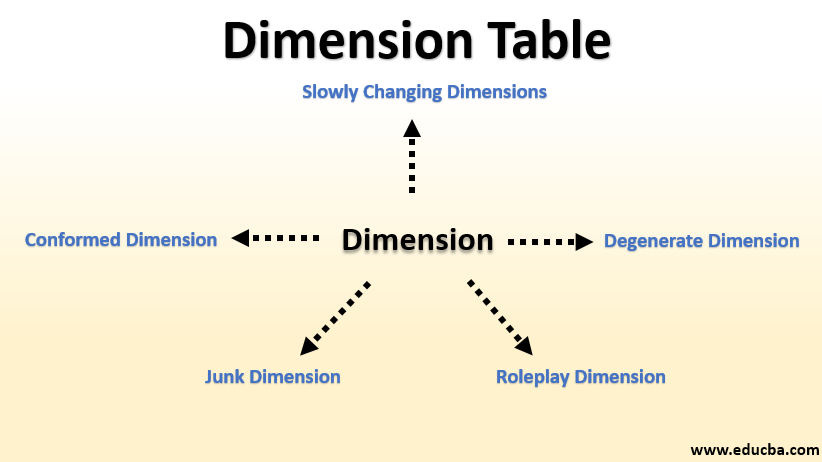 Dimension Table
Slowly Changing Dimensions
Conformed Dimension
Dimension
Degenerate Dimension
Junk Dimension
Roleplay Dimension
www.educba.com